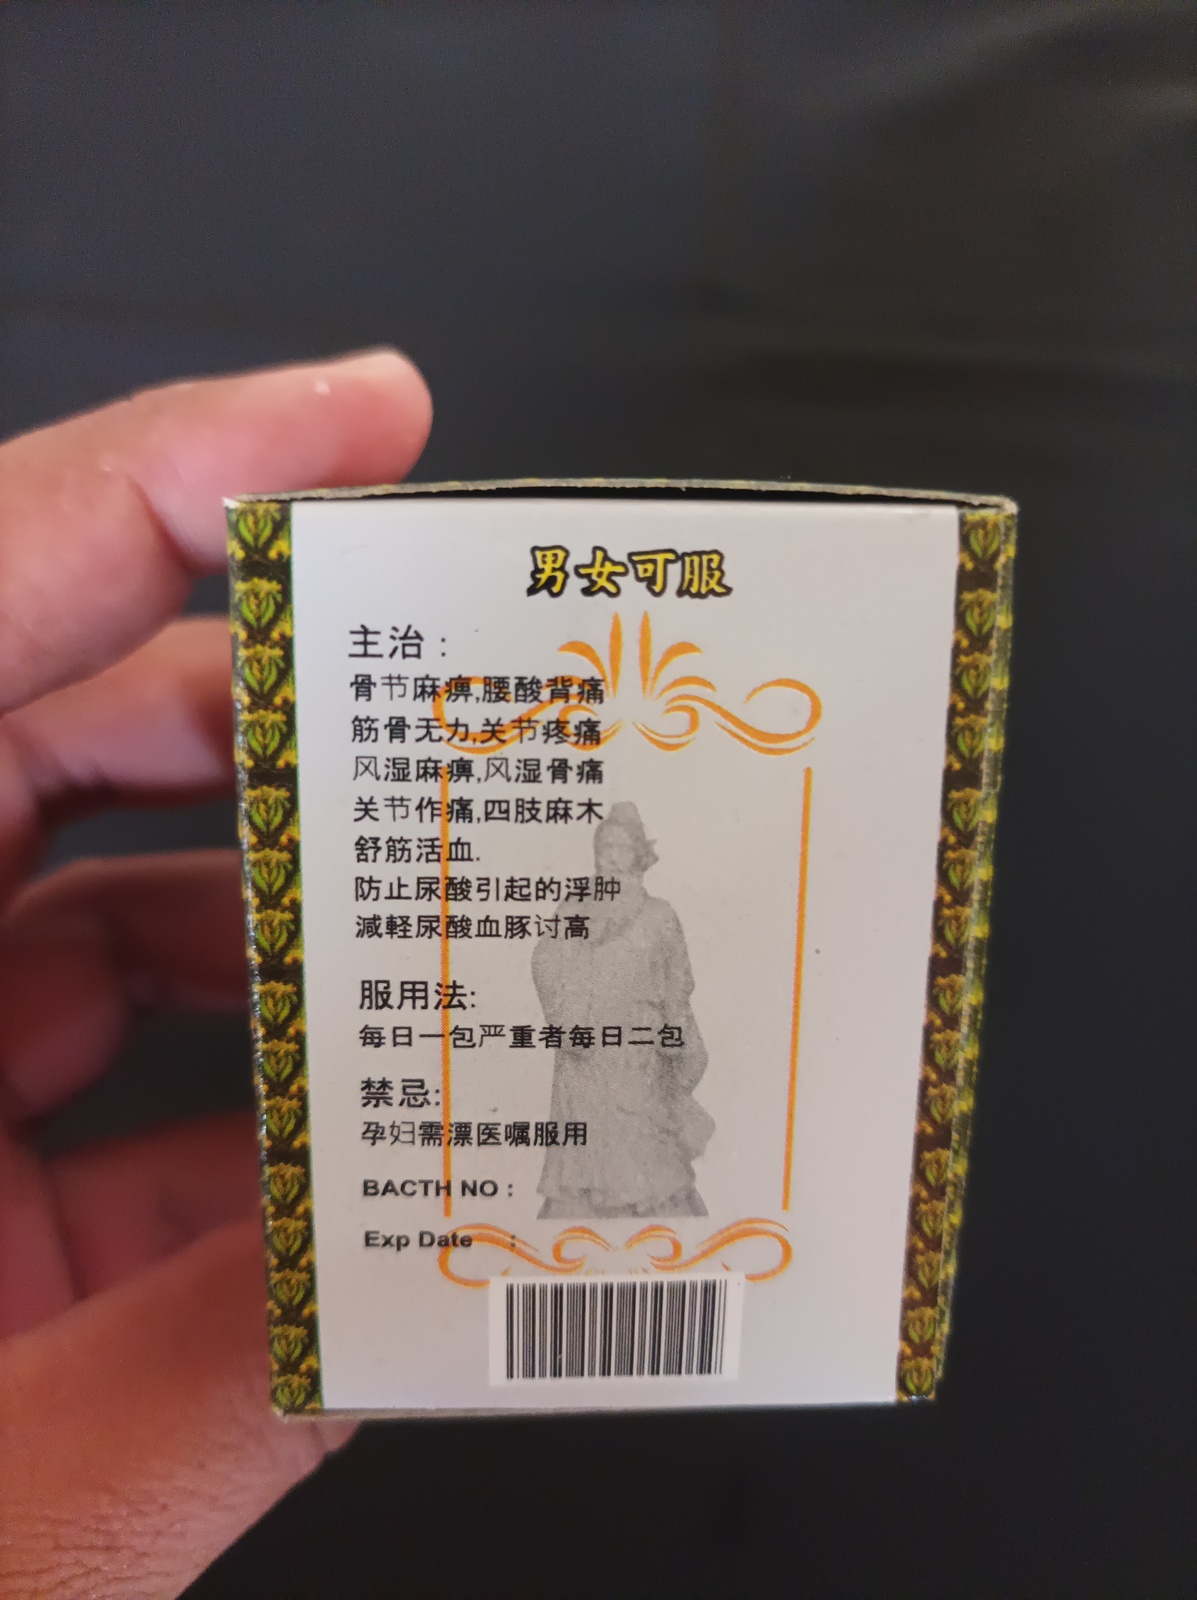 男女可服
主治：
骨节麻痹,腰酸背痛
筋骨无力,关节疼痛
风湿麻痹,风湿骨痛
关节作痛,四肢麻木
舒筋活血.
防止尿酸引起的浮肿
減軽尿酸血豚讨高
服用法:
每日一包严重者每日二包
禁忌:
孕妇需漂医嘱服用
BACTH NO :
Exp Date :